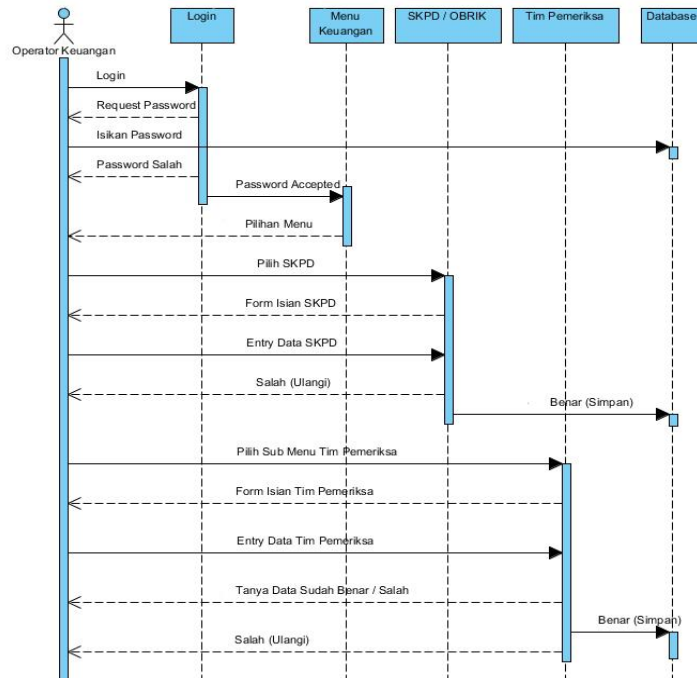 Login
Menu
Keuangan
SKPD / OBRIK
Tim Pemeriksa
Database
Operator Keuangan
Login
Request Password
Isikan Password
Password Salah
Password Accepted
Pilihan Menu
Pilih SKPD
Form Isian SKPD
Entry Data SKPD
Salah (Ulangi)
Benar (Simpan)
Pilih Sub Menu Tim Pemeriksa
Form Isian Tim Pemeriksa
Entry Data Tim Pemeriksa
Tanya Data Sudah Benar / Salah
Benar (Simpan)
Salah (Ulangi)